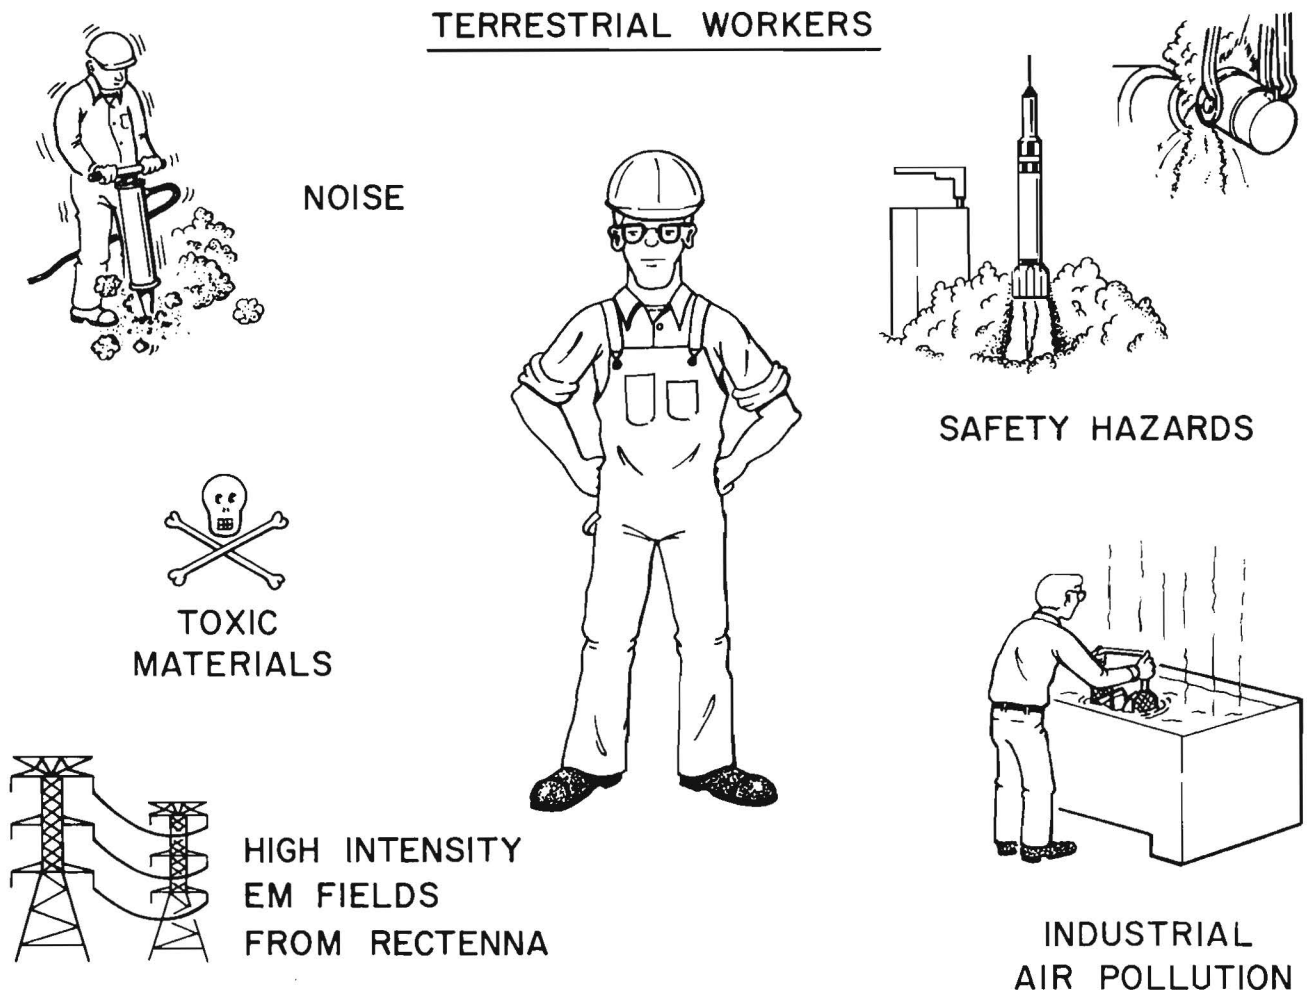 TERRESTRIAL WORKERS
NOISE
SAFETY HAZARDS
TOXIC
MATERIALS
HIGH INTENSITY
EM FIELDS
FROM RECTENNA
INDUSTRIAL
AIR POLLUTION